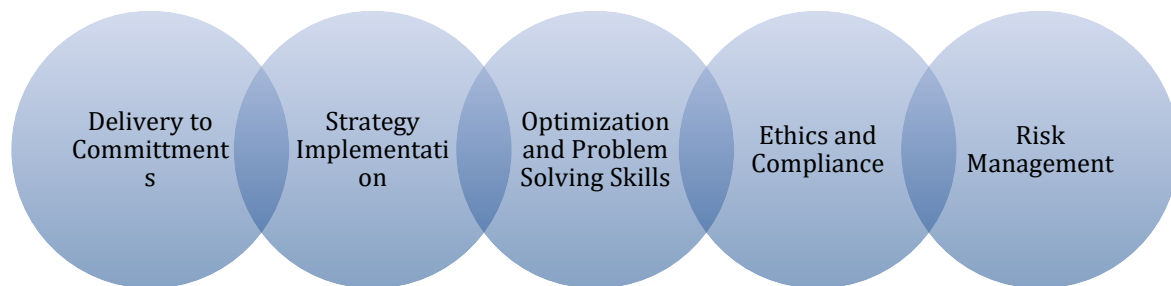 Delivery to
Committment
s
Strategy
Implementati
on
Optimization
and Problem
Solving Skills
Ethics and
Compliance
Risk
Management